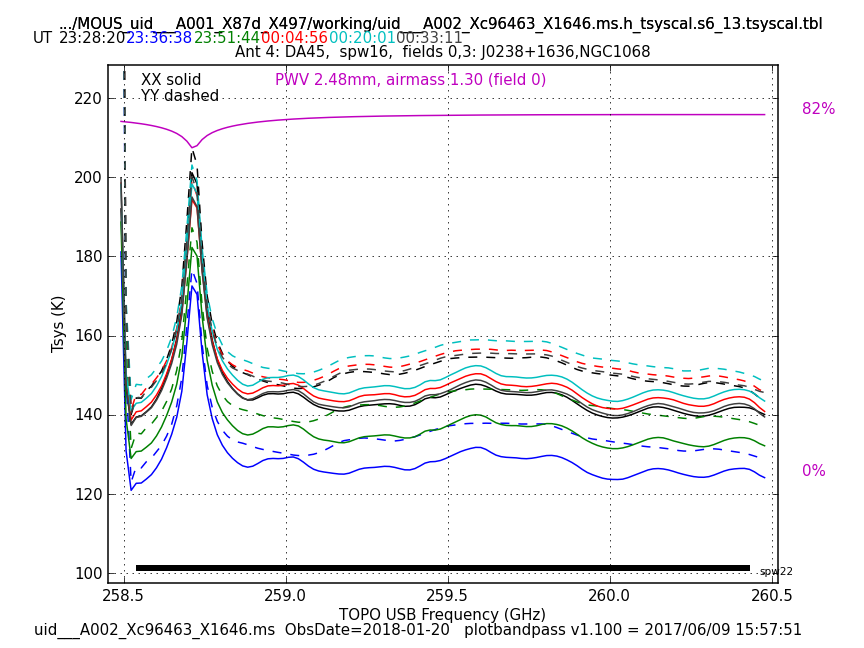 .../MOUS_uid___A001_X87d_X497/working/uid___A002_Xc96463_X1646.ms.h_tsyscal.s6_13.tsyscal.tbl
UT 23:28:20 23:36:38 23:51:44 00:04:56 00:20:01 00:33:11
Ant 4: DA45, spw16, fields 0,3: J0238+1636,NGC1068
XX solid
PWV 2.48mm, airmass 1.30 (field 0)
YY dashed
220
200
180
160
140
120
100
82%
0%
Tsys (K)
spw22
258.5 259.0 259.5 260.0 260.5
TOPO USB Frequency (GHz)
uid___A002_Xc96463_X1646.ms ObsDate=2018-01-20 plotbandpass v1.100 = 2017/06/09 15:57:51